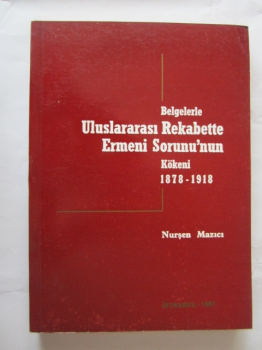 Belgelerle
Uluslararası Rekabette
Ermeni Sorunu'nun
Kökeni
1878 - 1918
Nurşen Mazıcı